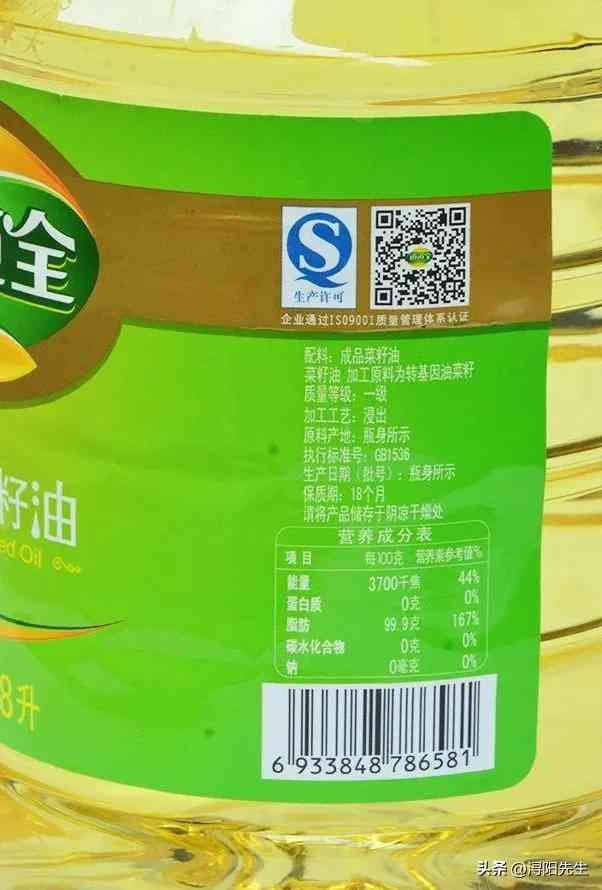 全
S
生产许可
企业通过ISO9001质量管理体系认证
配料：成品菜籽油
菜籽油 加工原料为转基因油菜籽
质量等级：一级
加工工艺：浸出
原料产地：瓶身所示
执行标准号：GB1536
生产日期（批号）：瓶身所示
保质期：18个月
请将产品储存于阴凉干燥处
籽油
ed Oil
8升
营养成分表
项目 每100克 营养素参考值%
能量 3700千焦 44%
蛋白质 0克 0%
脂肪 99.9克 167%
碳水化合物 0克 0%
钠 0毫克 0%
6 933848 786581
头条 @浔阳先生